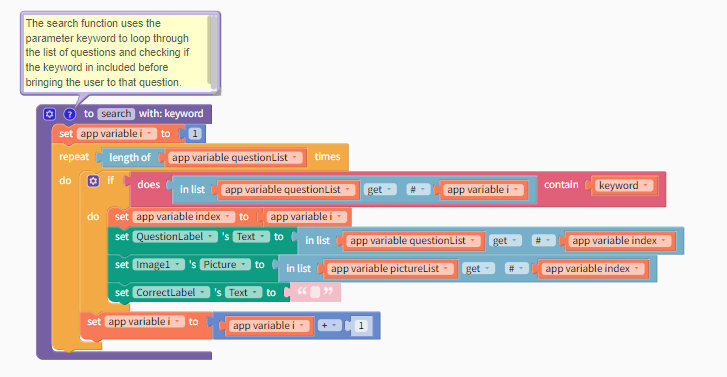 The search function uses the
parameter keyword to loop through
the list of questions and checking if
the keyword in included before
bringing the user to that question.
? to search with: keyword
set app variable i to 1
repeat length of app variable questionList times
do if does in list app variable questionList get # app variable i contain keyword
do set app variable index to app variable i
set QuestionLabel 's Text to in list app variable questionList get # app variable index
set Image1 's Picture to in list app variable pictureList get # app variable index
set CorrectLabel 's Text to “ ”
set app variable i to app variable i + 1